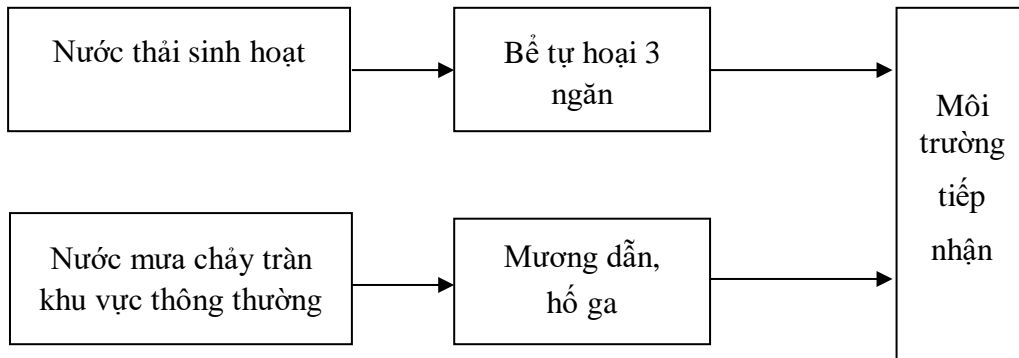 Nước thải sinh hoạt
Bể tự hoại 3
ngăn
Môi
trường
tiếp
nhận
Nước mưa chảy tràn
khu vực thông thường
Mương dẫn,
hố ga